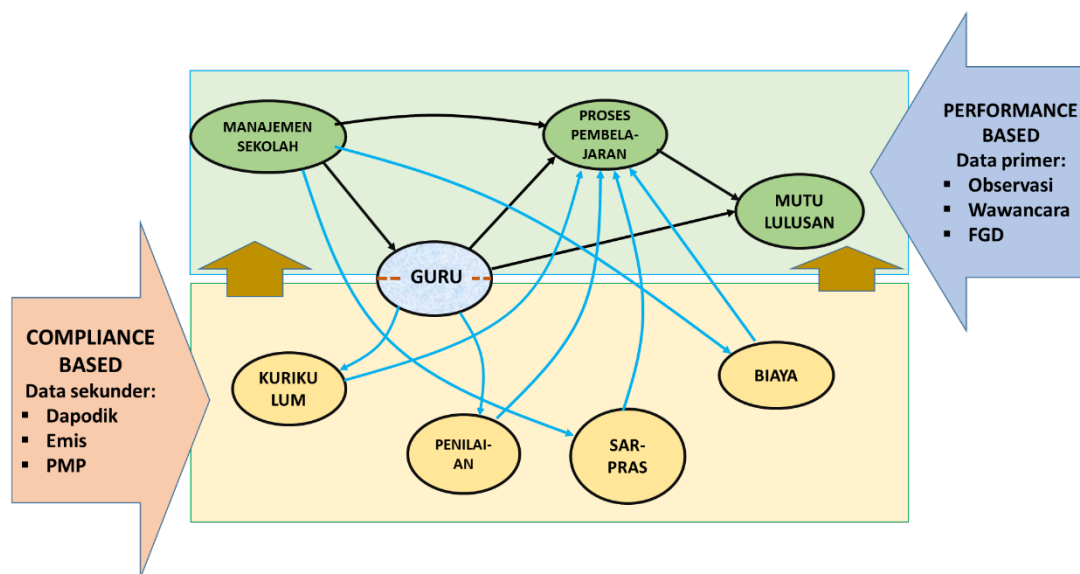 MANAJEMEN
SEKOLAH
PROSES
PEMBELA-
JARAN
MUTU
LULUSAN
GURU
PERFORMANCE
BASED
Data primer:
▪ Observasi
▪ Wawancara
▪ FGD
COMPLIANCE
BASED
Data sekunder:
▪ Dapodik
▪ Emis
▪ PMP
KURIKU
LUM
PENILAI-
AN
SAR-
PRAS
BIAYA